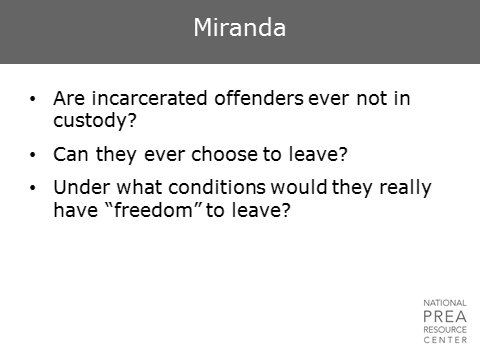 Miranda
• Are incarcerated offenders ever not in
custody?
• Can they ever choose to leave?
• Under what conditions would they really
have “freedom” to leave?
NATIONAL
PREA
RESOURCE
CENTER